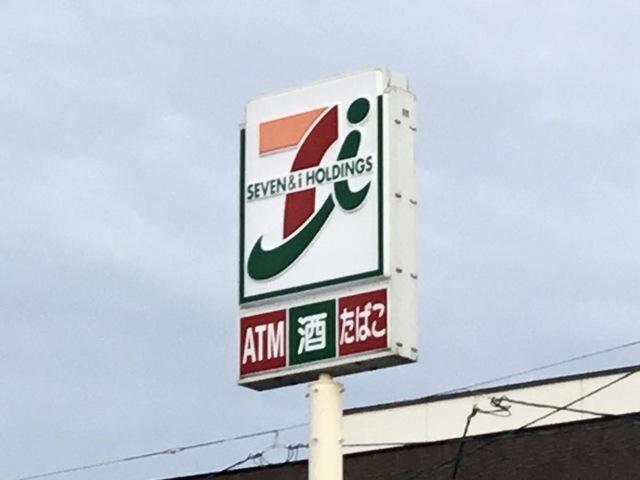 SEVEN&i HOLDINGS
ATM 酒 たばこ